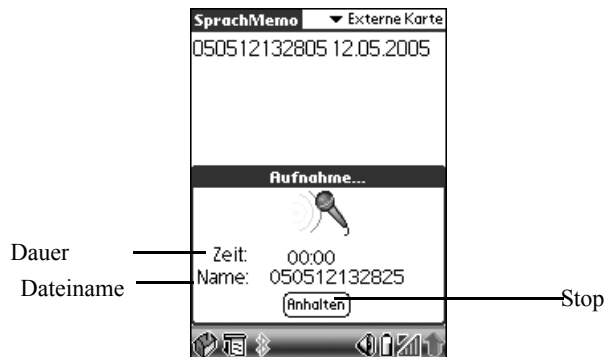 SprachMemo ▼ Externe Karte
050512132805 12.05.2005
Aufnahme...
Dauer Zeit: 00:00
Dateiname Name: 050512132825
Anhalten Stop